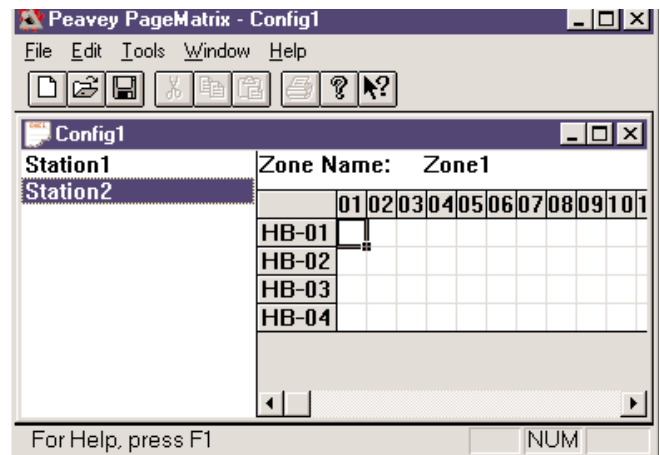 Peavey PageMatrix - Config1
File Edit Tools Window Help
Config1
Station1
Station2
Zone Name: Zone1
01 02 03 04 05 06 07 08 09 10 1
HB-01
HB-02
HB-03
HB-04
For Help, press F1
NUM